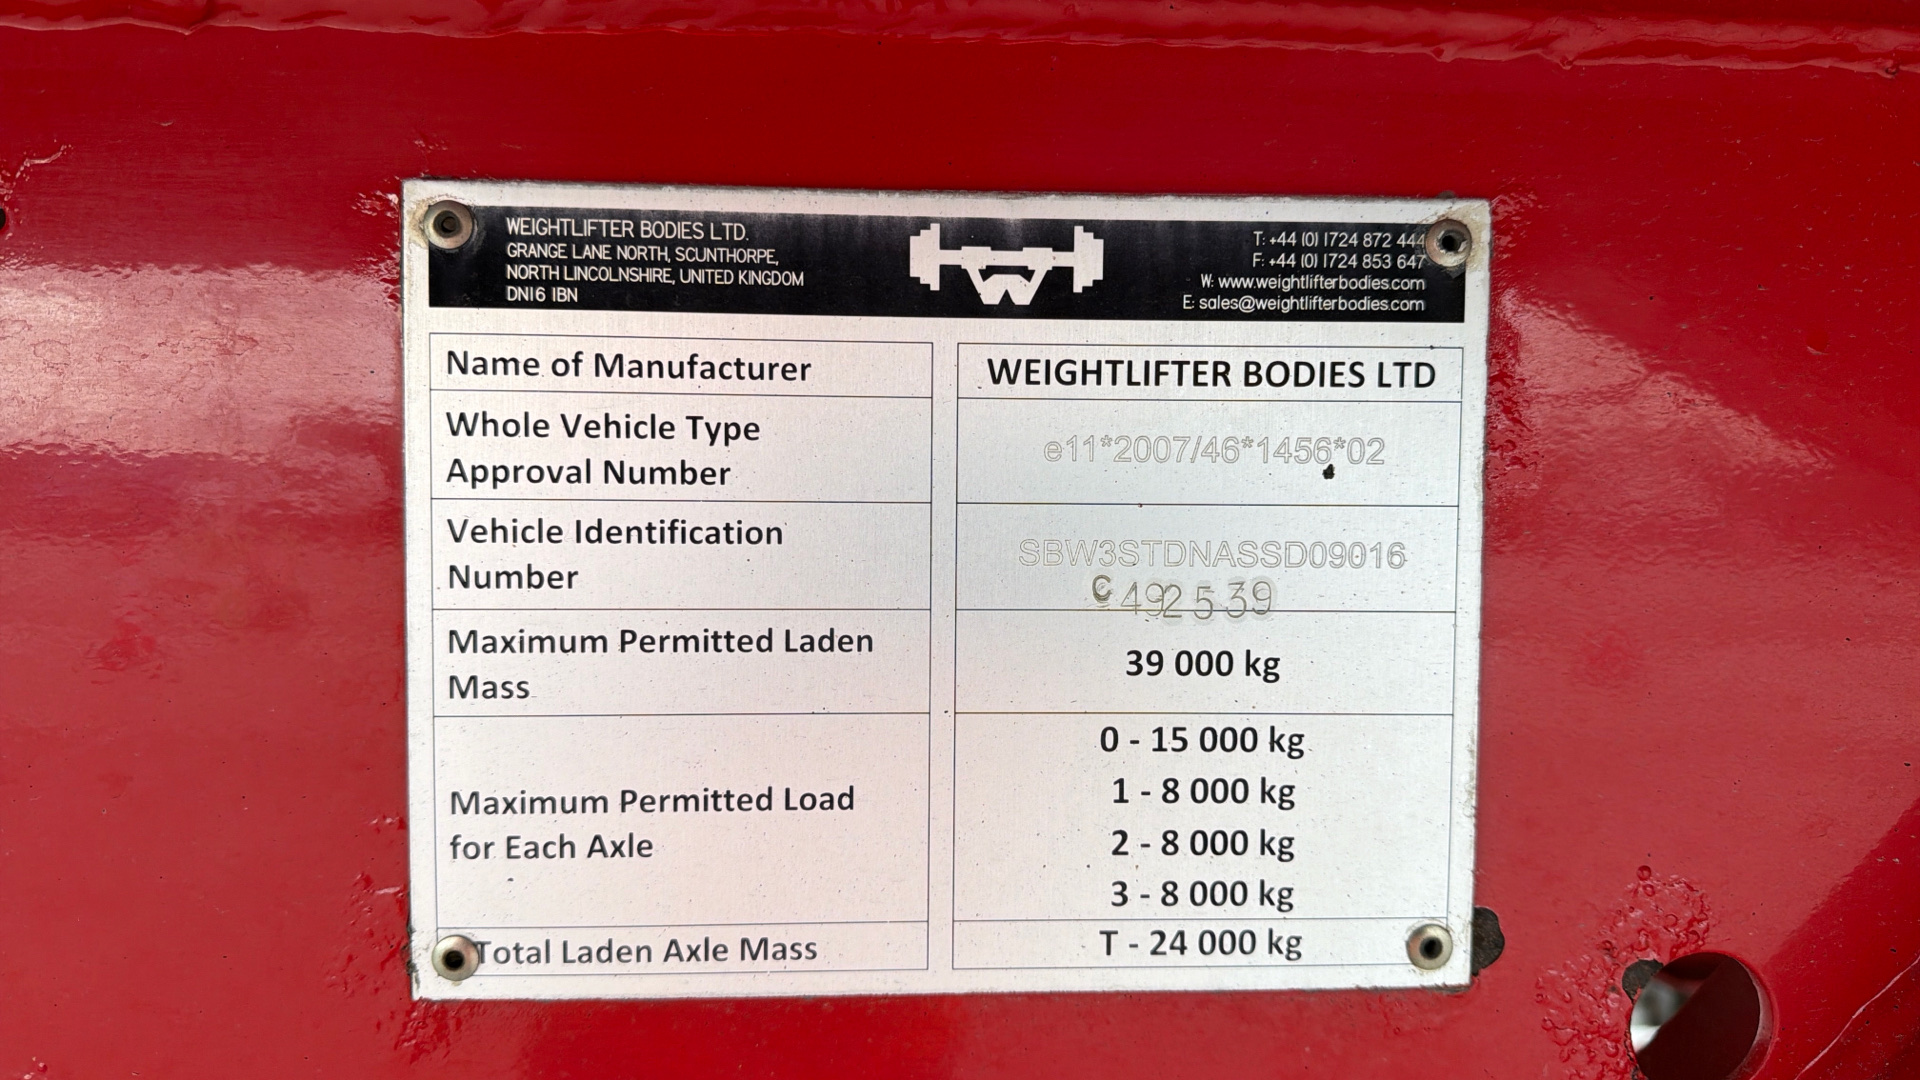 WEIGHTLIFTER BODIES LTD.
GRANGE LANE NORTH, SCUNTHORPE,
NORTH LINCOLNSHIRE, UNITED KINGDOM
DN16 1BN
W
T: +44 (0) 1724 872 444
F: +44 (0) 1724 853 647
W: www.weightlifterbodies.com
E: sales@weightlifterbodies.com
Name of Manufacturer
WEIGHTLIFTER BODIES LTD
Whole Vehicle Type
Approval Number
e11*2007/46*1456*02
Vehicle Identification
Number
SBW3STDNASSD09016
C492539
Maximum Permitted Laden
Mass
39 000 kg
Maximum Permitted Load
for Each Axle
0 - 15 000 kg
1 - 8 000 kg
2 - 8 000 kg
3 - 8 000 kg
Total Laden Axle Mass
T - 24 000 kg